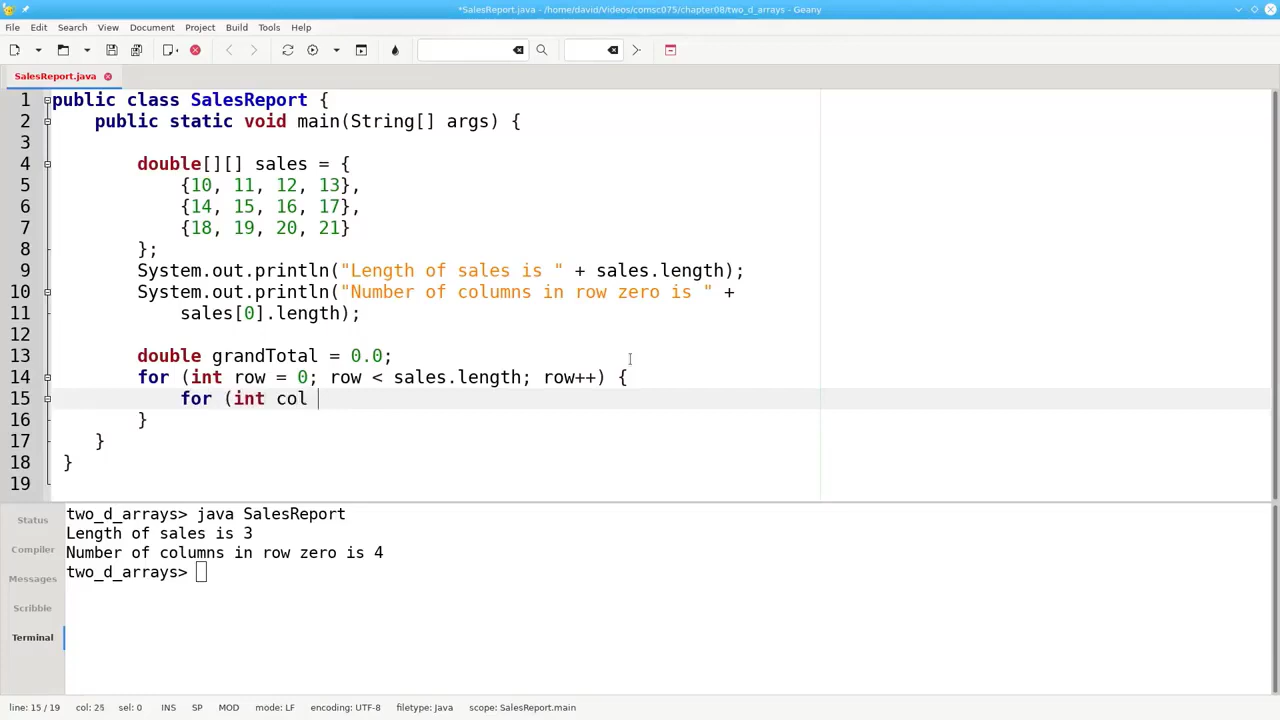 *SalesReport.java - /home/david/Videos/comsc075/chapter08/two_d_arrays - Geany
File Edit Search View Document Project Build Tools Help
SalesReport.java
1 public class SalesReport {
2     public static void main(String[] args) {
3
4         double[][] sales = {
5             {10, 11, 12, 13},
6             {14, 15, 16, 17},
7             {18, 19, 20, 21}
8         };
9         System.out.println("Length of sales is " + sales.length);
10         System.out.println("Number of columns in row zero is " +
11             sales[0].length);
12
13         double grandTotal = 0.0;
14         for (int row = 0; row < sales.length; row++) {
15             for (int col
16         }
17     }
18  }
19
Status
Compiler
Messages
Scribble
Terminal
two_d_arrays> java SalesReport
Length of sales is 3
Number of columns in row zero is 4
two_d_arrays>
line: 15 / 19 col: 25 sel: 0 INS SP MOD mode: LF encoding: UTF-8 filetype: Java scope: SalesReport.main